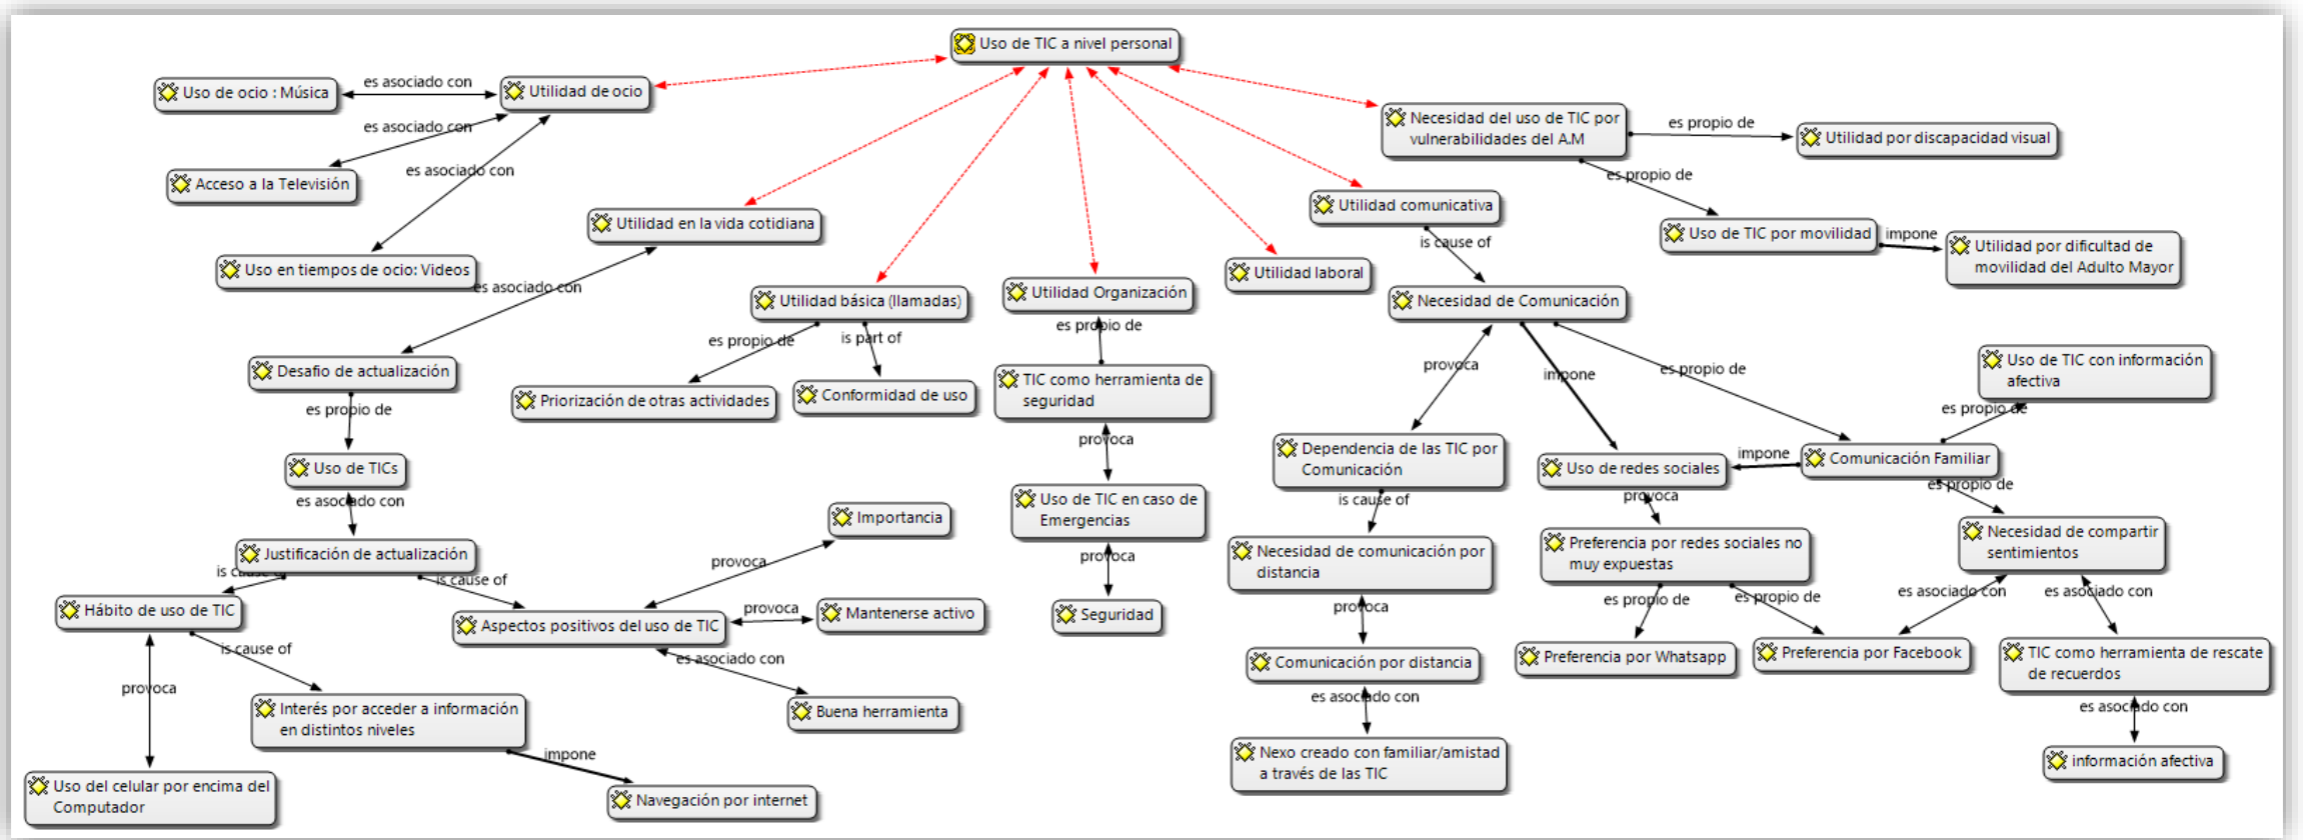 Uso de TIC a nivel personal
Uso de ocio : Música
es asociado con
Utilidad de ocio
es asociado con
Acceso a la Televisión
es asociado con
Uso en tiempos de ocio: Videos
Utilidad en la vida cotidiana
es asociado con
Desafio de actualización
es propio de
Uso de TICs
es asociado con
Justificación de actualización
is cause of
is cause of
Hábito de uso de TIC
provoca
is cause of
Uso del celular por encima del
Computador
Interés por acceder a información
en distintos niveles
impone
Navegación por internet
Aspectos positivos del uso de TIC
provoca
Importancia
provoca
Mantenerse activo
es asociado con
Buena herramienta
Utilidad básica (llamadas)
es propio de
is part of
Priorización de otras actividades
Conformidad de uso
Utilidad Organización
es propio de
TIC como herramienta de
seguridad
provoca
Uso de TIC en caso de
Emergencias
provoca
Seguridad
Utilidad laboral
Utilidad comunicativa
is cause of
Necesidad de Comunicación
provoca
impone
es propio de
Dependencia de las TIC por
Comunicación
is cause of
Necesidad de comunicación por
distancia
provoca
Comunicación por distancia
es asociado con
Nexo creado con familiar/amistad
a través de las TIC
Uso de redes sociales
impone
Comunicación Familiar
provoca
Preferencia por redes sociales no
muy expuestas
es propio de
es propio de
Preferencia por Whatsapp
Preferencia por Facebook
es propio de
Uso de TIC con información
afectiva
es propio de
Necesidad de compartir
sentimientos
es asociado con
es asociado con
TIC como herramienta de rescate
de recuerdos
es asociado con
información afectiva
Necesidad del uso de TIC por
vulnerabilidades del A.M
es propio de
Utilidad por discapacidad visual
es propio de
Uso de TIC por movilidad
impone
Utilidad por dificultad de
movilidad del Adulto Mayor